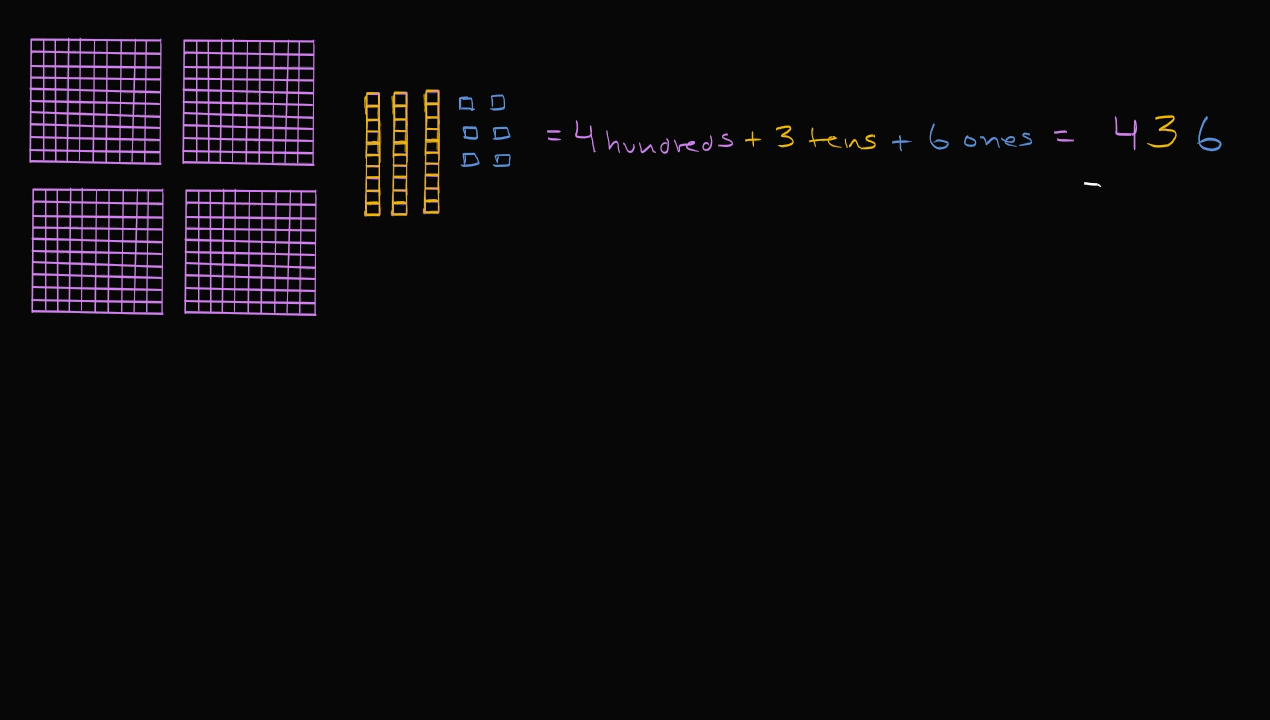 = 4 hundreds + 3 tens + 6 ones = 436